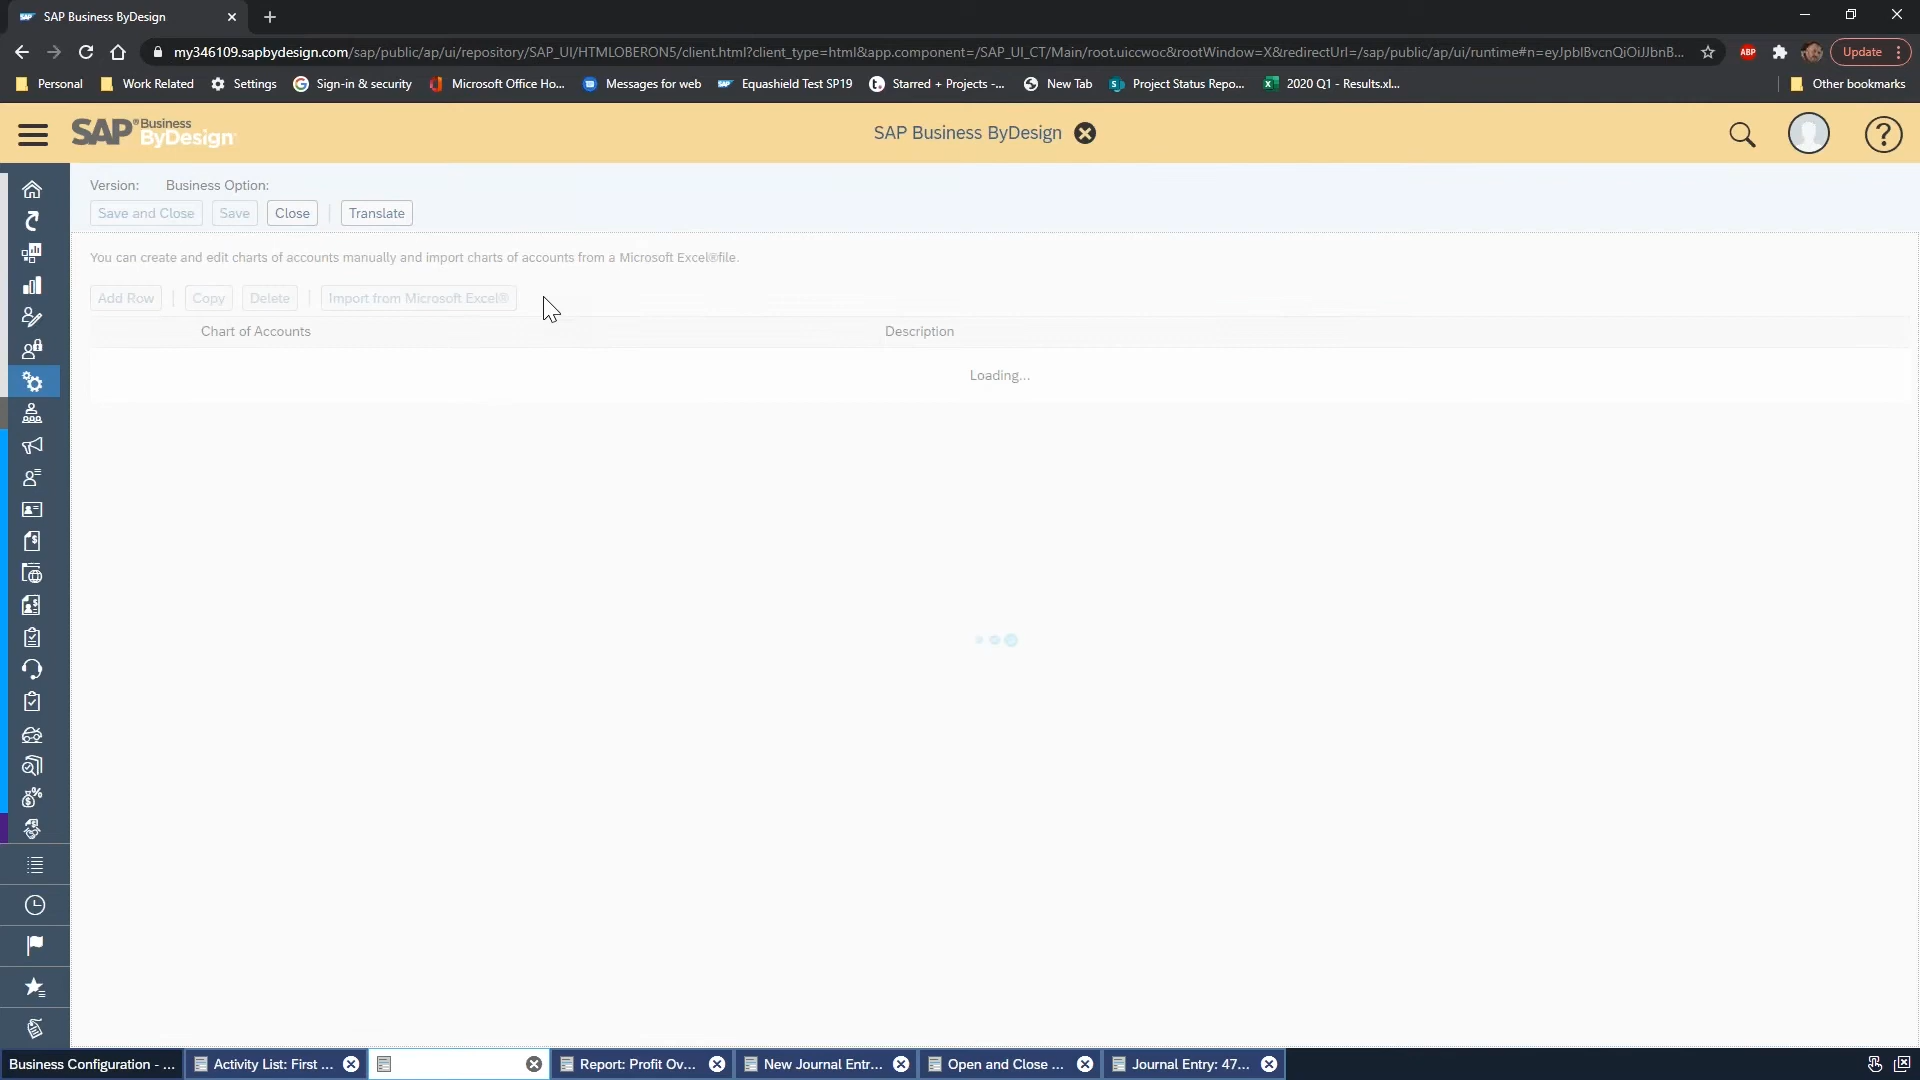 SAP Business ByDesign
my346109.sapbydesign.com/sap/public/ap/ui/repository/SAP_UI/HTMLOBERON5/client.html?client_type=html&app.component=/SAP_UI_CT/Main/root.uiccwoc&rootWindow=X&redirectUrl=/sap/public/ap/ui/runtime#n=eyJpblBvcnQiOiJJbnB...
ABP
Update
Personal
Work Related
Settings
Sign-in & security
Microsoft Office Ho...
Messages for web
Equashield Test SP19
Starred + Projects -...
New Tab
Project Status Repo...
2020 Q1 - Results.xl...
Other bookmarks
SAP Business ByDesign
SAP Business ByDesign
Version: Business Option:
Save and Close Save Close Translate
You can create and edit charts of accounts manually and import charts of accounts from a Microsoft Excel®file.
Add Row Copy Delete Import from Microsoft Excel®
Chart of Accounts Description
Loading...
Business Configuration - ...
Activity List: First ...
Report: Profit Ov...
New Journal Entr...
Open and Close ...
Journal Entry: 47...